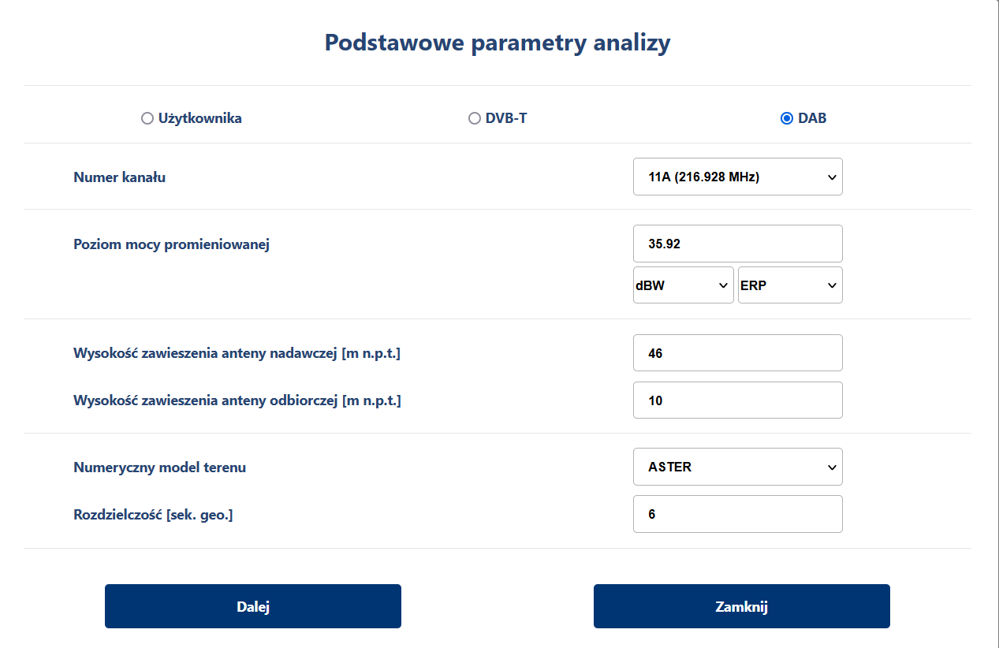 Podstawowe parametry analizy
Użytkownika DVB-T DAB
Numer kanału 11A (216.928 MHz)
Poziom mocy promieniowanej 35.92
dBW ERP
Wysokość zawieszenia anteny nadawczej [m n.p.t.] 46
Wysokość zawieszenia anteny odbiorczej [m n.p.t.] 10
Numeryczny model terenu ASTER
Rozdzielczość [sek. geo.] 6
Dalej Zamknij